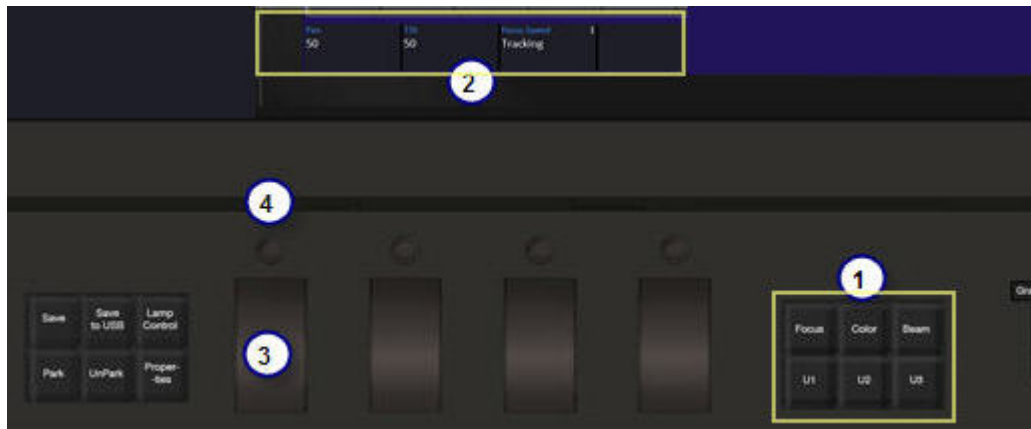 Pan
50
Tilt
50
Focus Speed
Tracking
2
4
1
3
Save
Save
to USB
Lamp
Control
Park
UnPark
Proper-
-ties
Focus
Color
Beam
U1
U2
U3